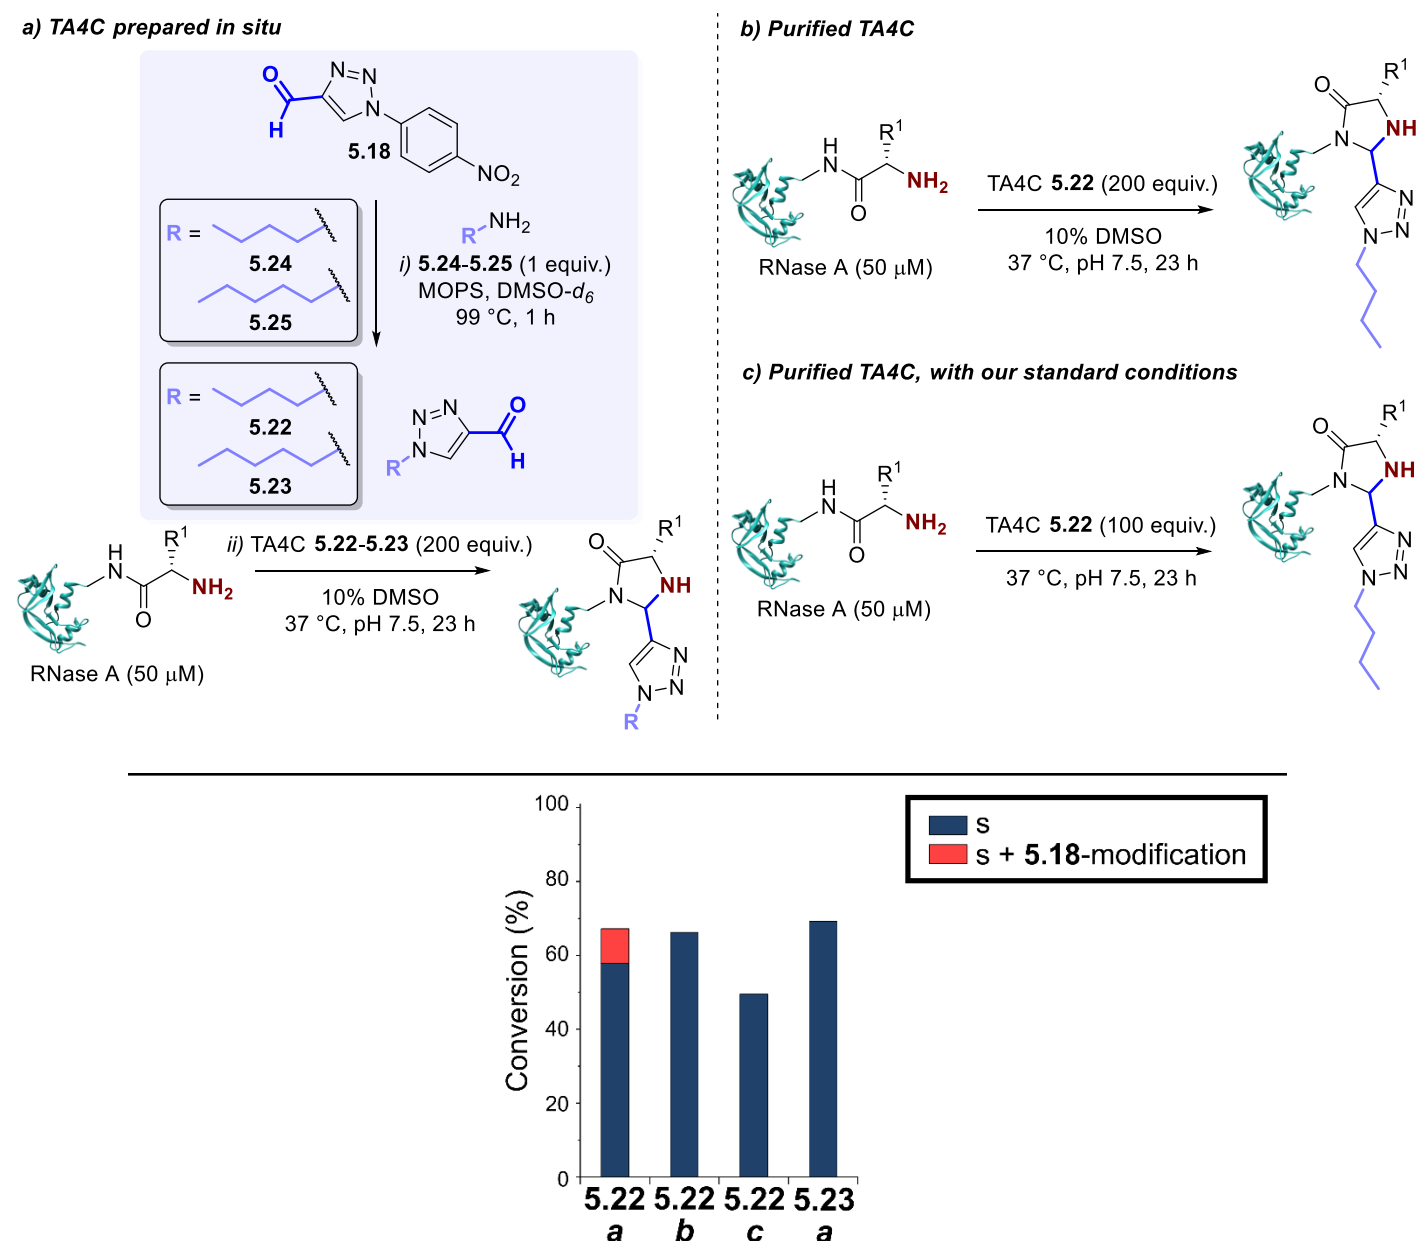 a) TA4C prepared in situ
O
H
N=N
N
5.18
NO2
R =
5.24
5.25
R-NH2
i) 5.24-5.25 (1 equiv.)
MOPS, DMSO-d6
99 °C, 1 h
R =
5.22
5.23
N=N
N
R
O
H
H
N
O
R1
NH2
RNase A (50 μM)
ii) TA4C 5.22-5.23 (200 equiv.)
10% DMSO
37 °C, pH 7.5, 23 h
O
R1
N
NH
N
N
N
R
b) Purified TA4C
H
N
O
R1
NH2
RNase A (50 μM)
TA4C 5.22 (200 equiv.)
10% DMSO
37 °C, pH 7.5, 23 h
O
R1
N
NH
N
N
N
c) Purified TA4C, with our standard conditions
H
N
O
R1
NH2
RNase A (50 μM)
TA4C 5.22 (100 equiv.)
37 °C, pH 7.5, 23 h
O
R1
N
NH
N
N
N
Conversion (%)
100
80
60
40
20
0
5.22 5.22 5.22 5.23
a b c a
s
s + 5.18-modification